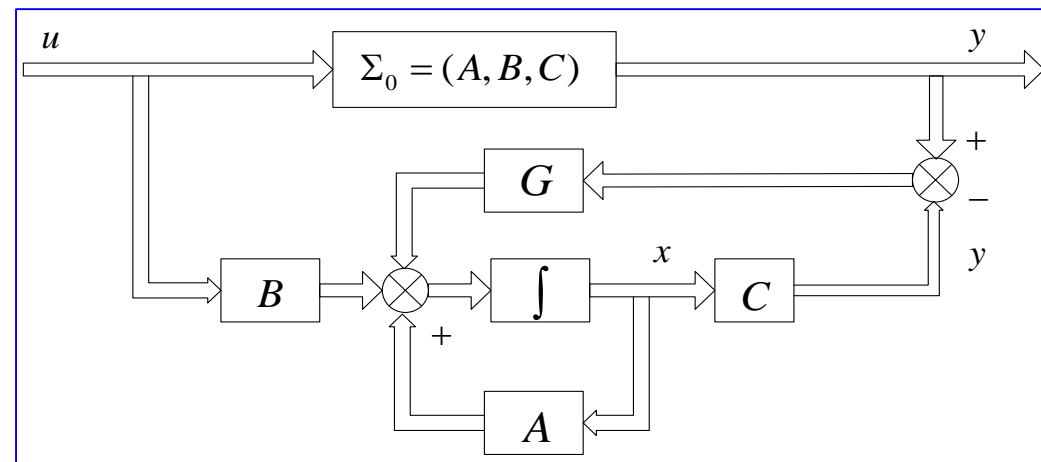 u
y
Σ₀ = (A, B, C)
+
G
−
x
y
B
∫
C
+
A